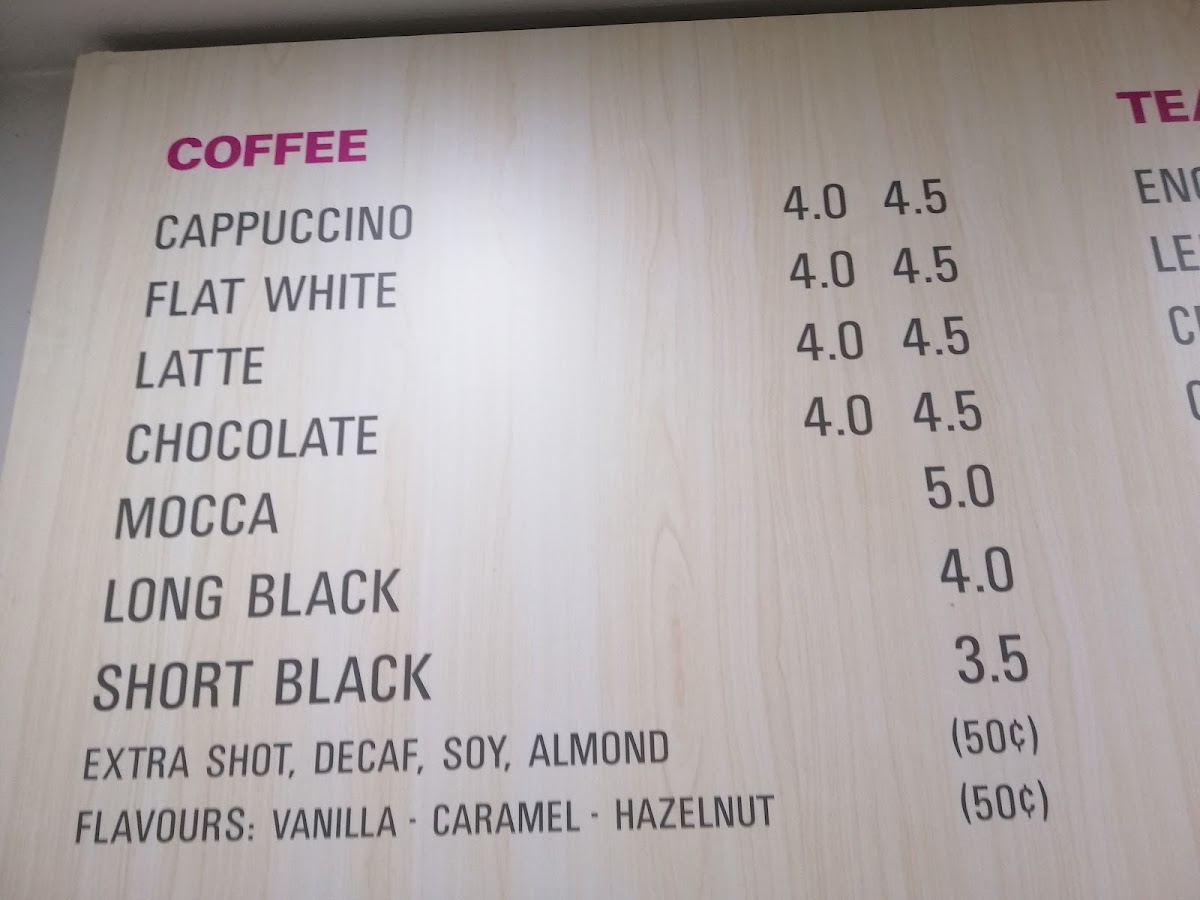 COFFEE
CAPPUCCINO 4.0 4.5
FLAT WHITE 4.0 4.5
LATTE 4.0 4.5
CHOCOLATE 4.0 4.5
MOCCA 5.0
LONG BLACK 4.0
SHORT BLACK 3.5
EXTRA SHOT, DECAF, SOY, ALMOND (50¢)
FLAVOURS: VANILLA · CARAMEL · HAZELNUT (50¢)